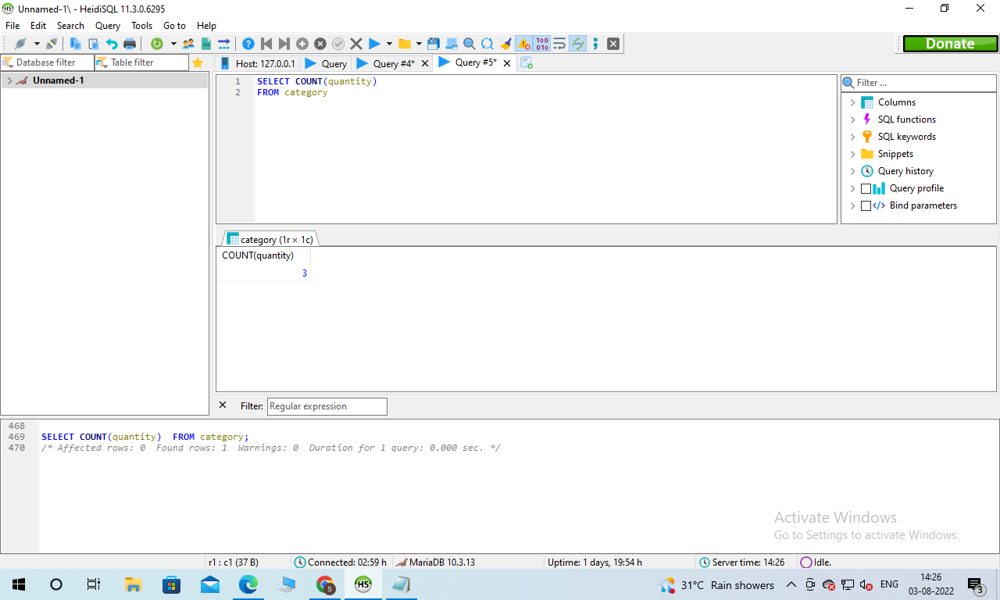 Unnamed-1\ - HeidiSQL 11.3.0.6295
File Edit Search Query Tools Go to Help
Donate
Database filter
Table filter
Host: 127.0.0.1
Query
Query #4*
Query #5*
Unnamed-1
1 SELECT COUNT(quantity)
2 FROM category
Filter ...
Columns
SQL functions
SQL keywords
Snippets
Query history
Query profile
Bind parameters
category (1r × 1c)
COUNT(quantity)
3
Filter: Regular expression
468
469 SELECT COUNT(quantity)  FROM category;
470 /* Affected rows: 0  Found rows: 1  Warnings: 0  Duration for 1 query: 0.000 sec. */
Activate Windows
Go to Settings to activate Windows.
r1 : c1 (37 B)
Connected: 02:59 h
MariaDB 10.3.13
Uptime: 1 days, 19:54 h
Server time: 14:26
Idle.
HS
31°C Rain showers
ENG
14:26
03-08-2022
3